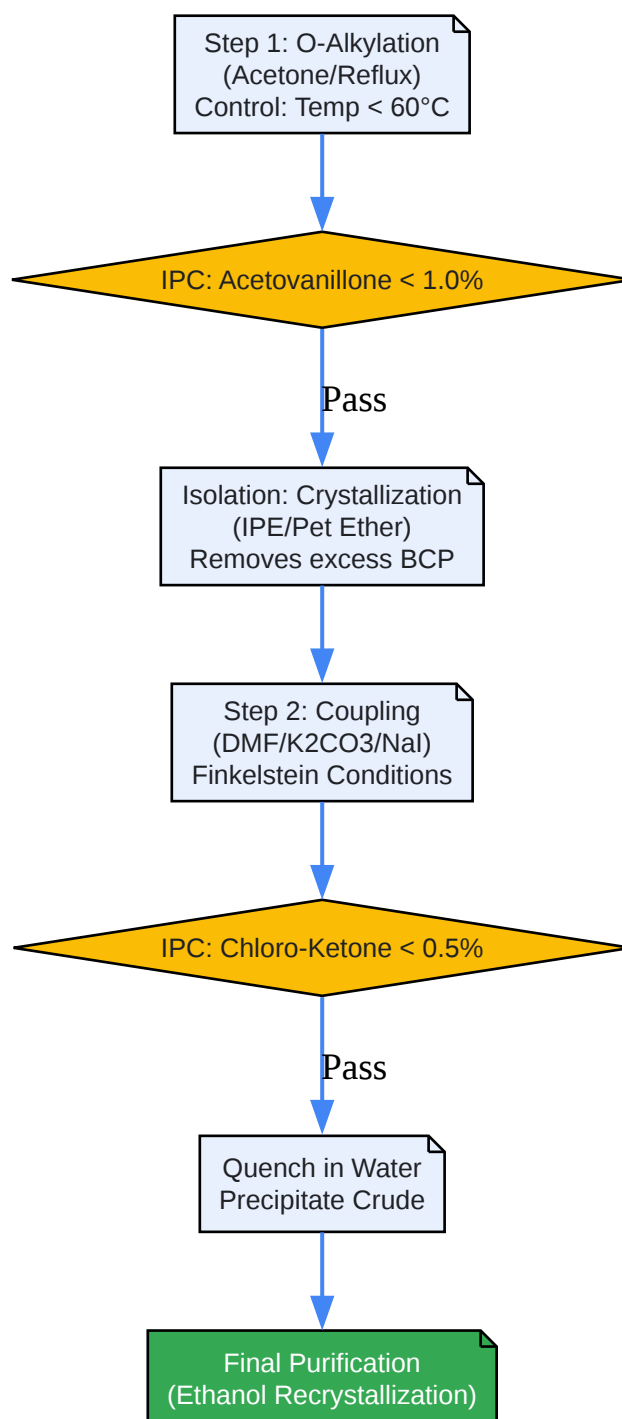 Step 1: O-Alkylation
(Acetone/Reflux)
Control: Temp < 60°C
IPC: Acetovanillone < 1.0%
Pass
Isolation: Crystallization
(IPE/Pet Ether)
Removes excess BCP
Step 2: Coupling
(DMF/K2CO3/NaI)
Finkelstein Conditions
IPC: Chloro-Ketone < 0.5%
Pass
Quench in Water
Precipitate Crude
Final Purification
(Ethanol Recrystallization)